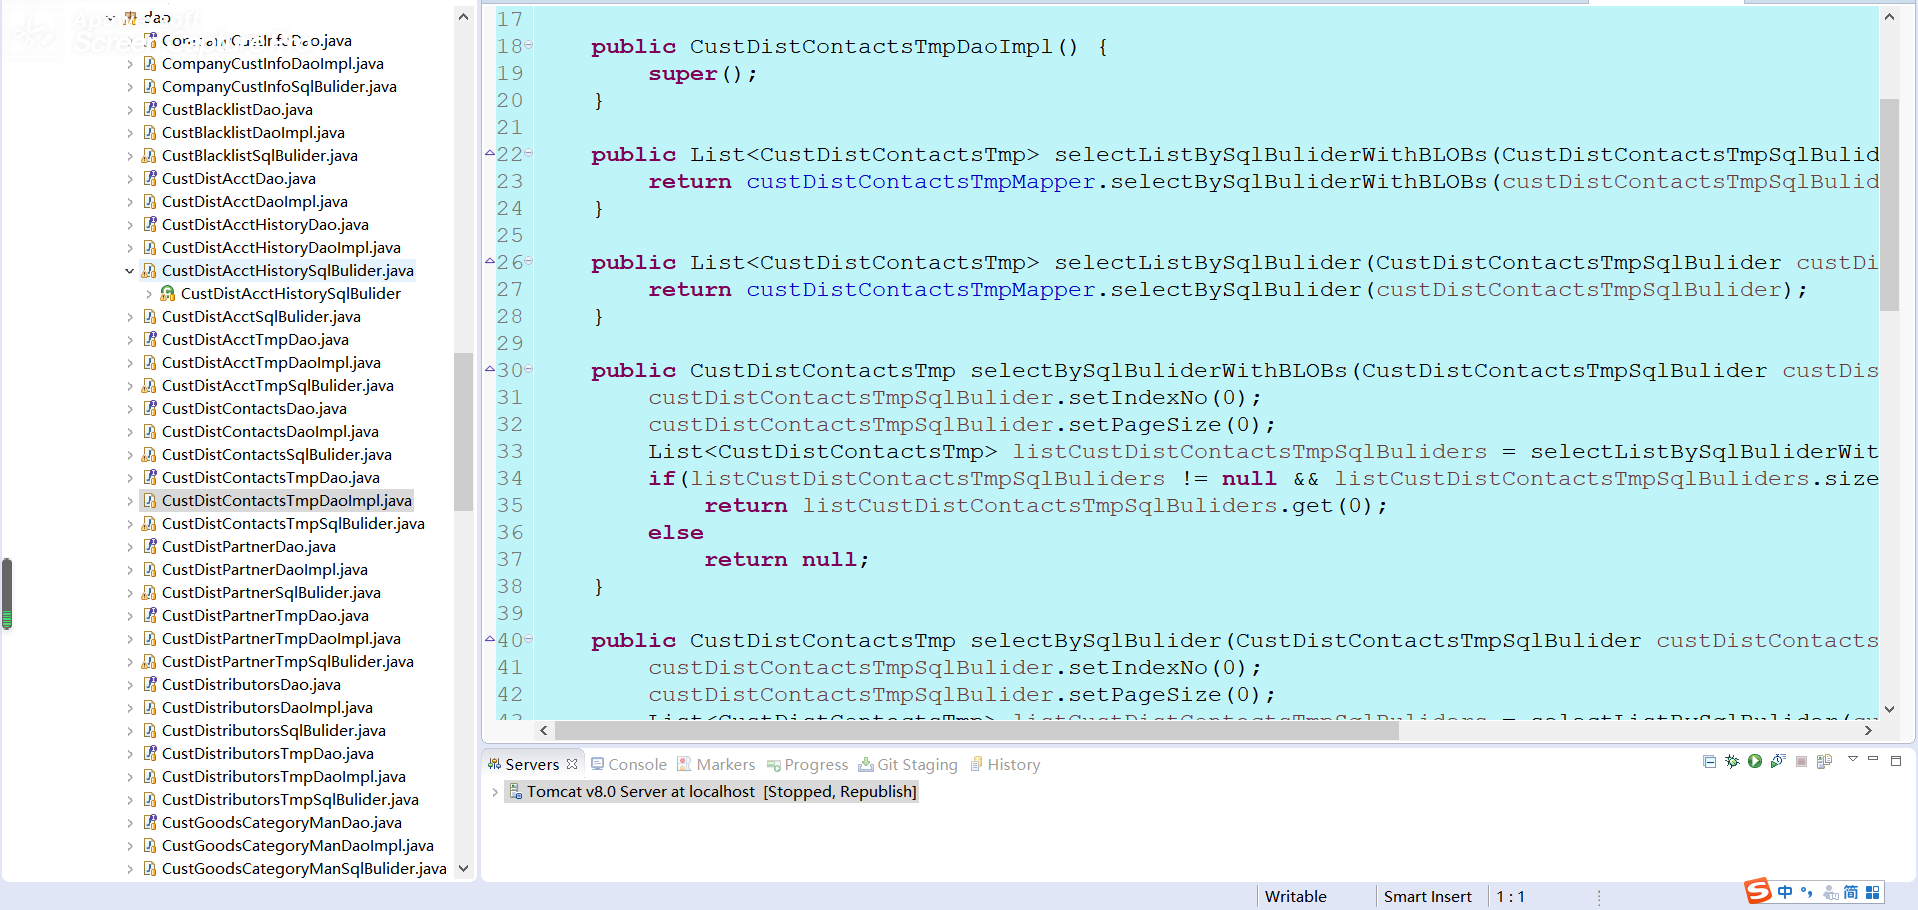 dao
CompanyCustInfoDao.java
CompanyCustInfoDaoImpl.java
CompanyCustInfoSqlBulider.java
CustBlacklistDao.java
CustBlacklistDaoImpl.java
CustBlacklistSqlBulider.java
CustDistAcctDao.java
CustDistAcctDaoImpl.java
CustDistAcctHistoryDao.java
CustDistAcctHistoryDaoImpl.java
CustDistAcctHistorySqlBulider.java
CustDistAcctHistorySqlBulider
CustDistAcctSqlBulider.java
CustDistAcctTmpDao.java
CustDistAcctTmpDaoImpl.java
CustDistAcctTmpSqlBulider.java
CustDistContactsDao.java
CustDistContactsDaoImpl.java
CustDistContactsSqlBulider.java
CustDistContactsTmpDao.java
CustDistContactsTmpDaoImpl.java
CustDistContactsTmpSqlBulider.java
CustDistPartnerDao.java
CustDistPartnerDaoImpl.java
CustDistPartnerSqlBulider.java
CustDistPartnerTmpDao.java
CustDistPartnerTmpDaoImpl.java
CustDistPartnerTmpSqlBulider.java
CustDistributorsDao.java
CustDistributorsDaoImpl.java
CustDistributorsSqlBulider.java
CustDistributorsTmpDao.java
CustDistributorsTmpDaoImpl.java
CustDistributorsTmpSqlBulider.java
CustGoodsCategoryManDao.java
CustGoodsCategoryManDaoImpl.java
CustGoodsCategoryManSqlBulider.java
17
18 public CustDistContactsTmpDaoImpl() {
19 super();
20 }
21
22 public List<CustDistContactsTmp> selectListBySqlBuliderWithBLOBs(CustDistContactsTmpSqlBulid
23 return custDistContactsTmpMapper.selectBySqlBuliderWithBLOBs(custDistContactsTmpSqlBulid
24 }
25
26 public List<CustDistContactsTmp> selectListBySqlBulider(CustDistContactsTmpSqlBulider custDi
27 return custDistContactsTmpMapper.selectBySqlBulider(custDistContactsTmpSqlBulider);
28 }
29
30 public CustDistContactsTmp selectBySqlBuliderWithBLOBs(CustDistContactsTmpSqlBulider custDis
31 custDistContactsTmpSqlBulider.setIndexNo(0);
32 custDistContactsTmpSqlBulider.setPageSize(0);
33 List<CustDistContactsTmp> listCustDistContactsTmpSqlBuliders = selectListBySqlBuliderWit
34 if(listCustDistContactsTmpSqlBuliders != null && listCustDistContactsTmpSqlBuliders.size
35 return listCustDistContactsTmpSqlBuliders.get(0);
36 else
37 return null;
38 }
39
40 public CustDistContactsTmp selectBySqlBulider(CustDistContactsTmpSqlBulider custDistContacts
41 custDistContactsTmpSqlBulider.setIndexNo(0);
42 custDistContactsTmpSqlBulider.setPageSize(0);
43 List<CustDistContactsTmp> listCustDistContactsTmpSqlBuliders = selectListBySqlBulider(cu
Servers Console Markers Progress Git Staging History
Tomcat v8.0 Server at localhost [Stopped, Republish]
Writable Smart Insert 1 : 1
S 中 简